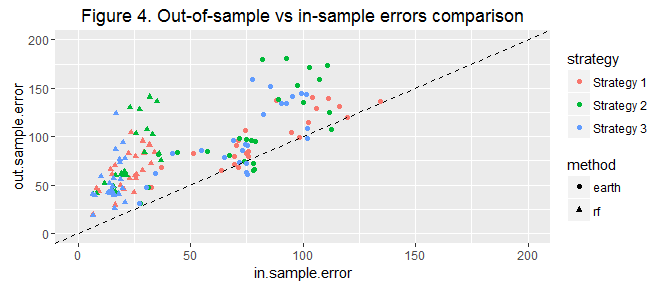 Figure 4. Out-of-sample vs in-sample errors comparison
200
150
100
50
0
out.sample.error
0 50 100 150 200
in.sample.error
strategy
Strategy 1
Strategy 2
Strategy 3
method
earth
rf